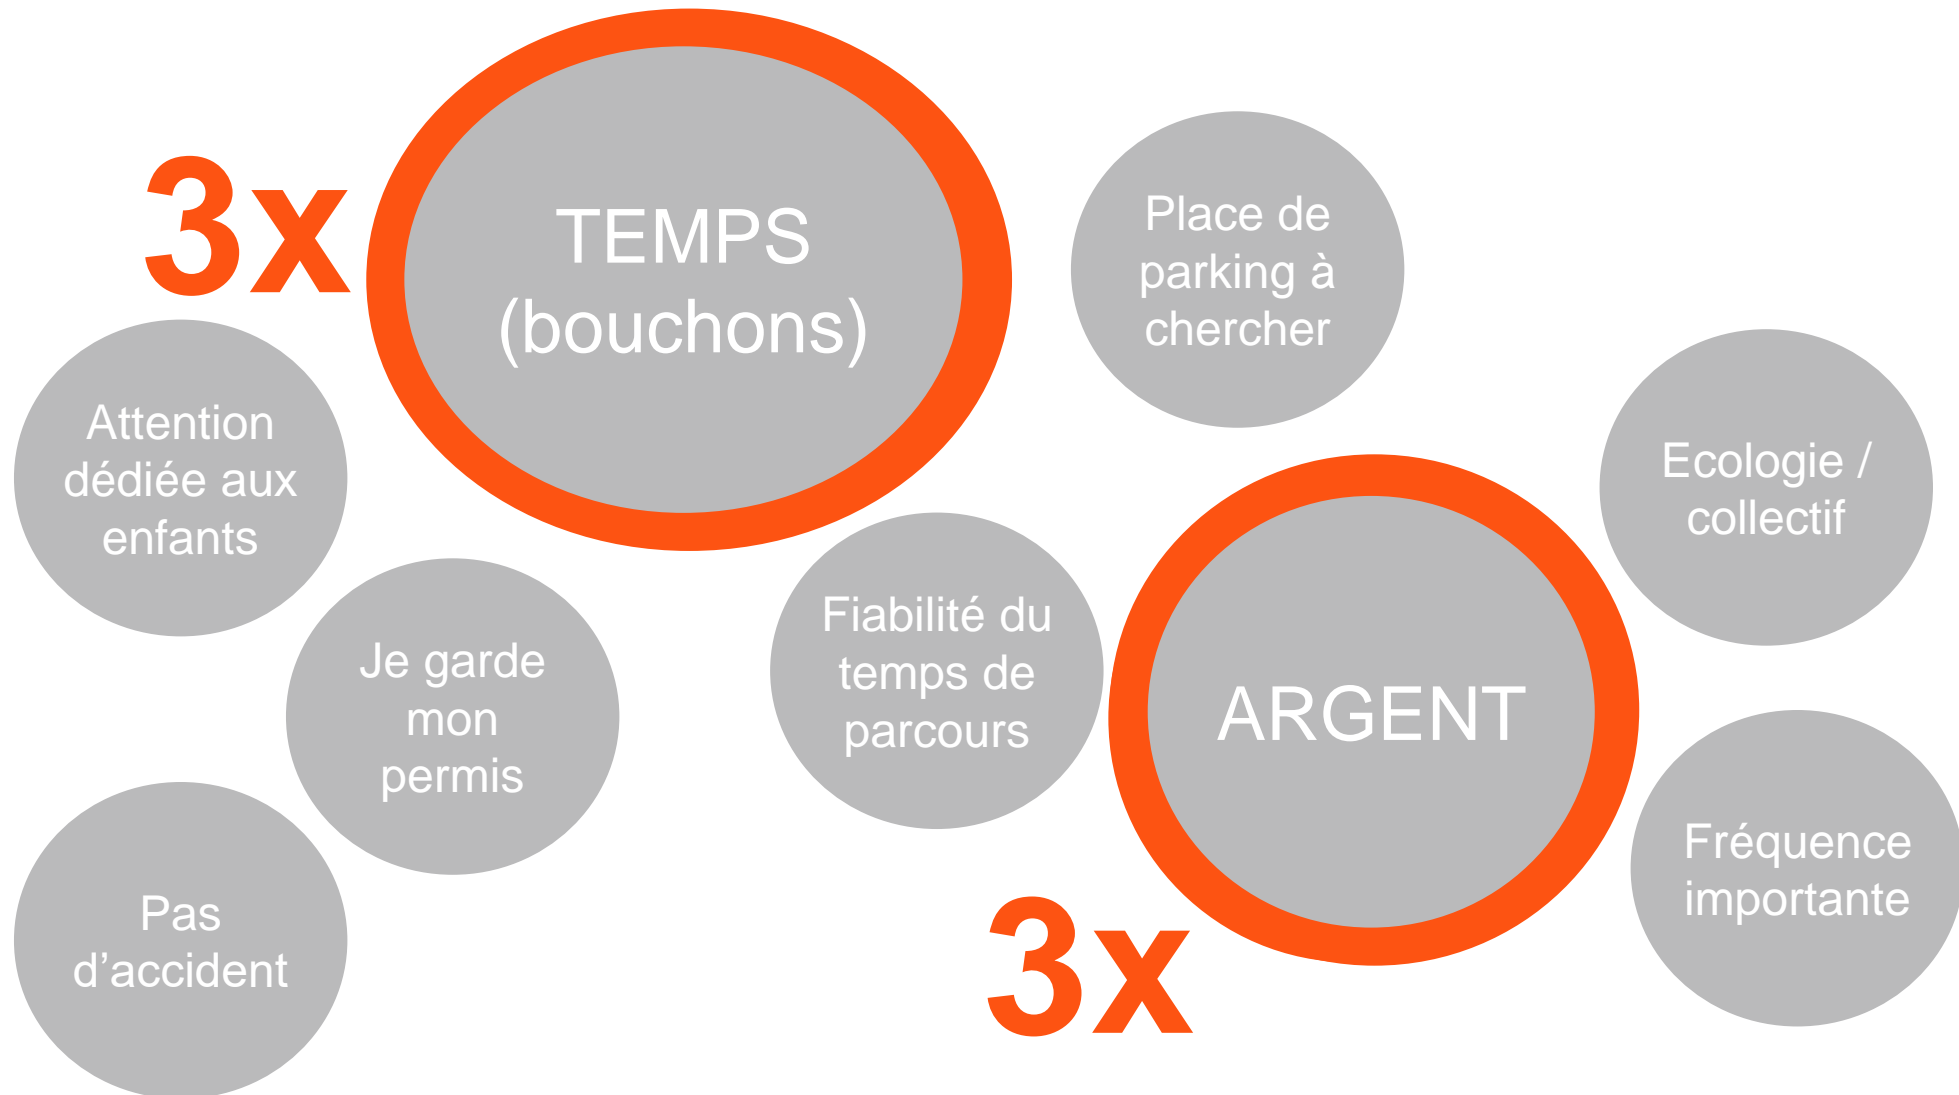 3x
TEMPS
(bouchons)
Place de
parking à
chercher
Attention
dédiée aux
enfants
Ecologie /
collectif
Je garde
mon
permis
Fiabilité du
temps de
parcours
ARGENT
Fréquence
importante
Pas
d’accident
3x